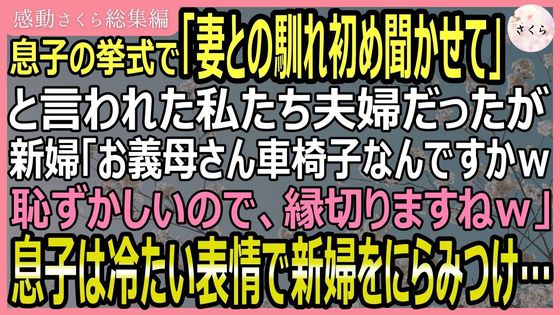 感動さくら総集編
さくら
息子の挙式で「妻との馴れ初め聞かせて」
と言われた私たち夫婦だったが
新婦「お義母さん車椅子なんですかｗ
恥ずかしいので、縁切りますねｗ」
息子は冷たい表情で新婦をにらみつけ…